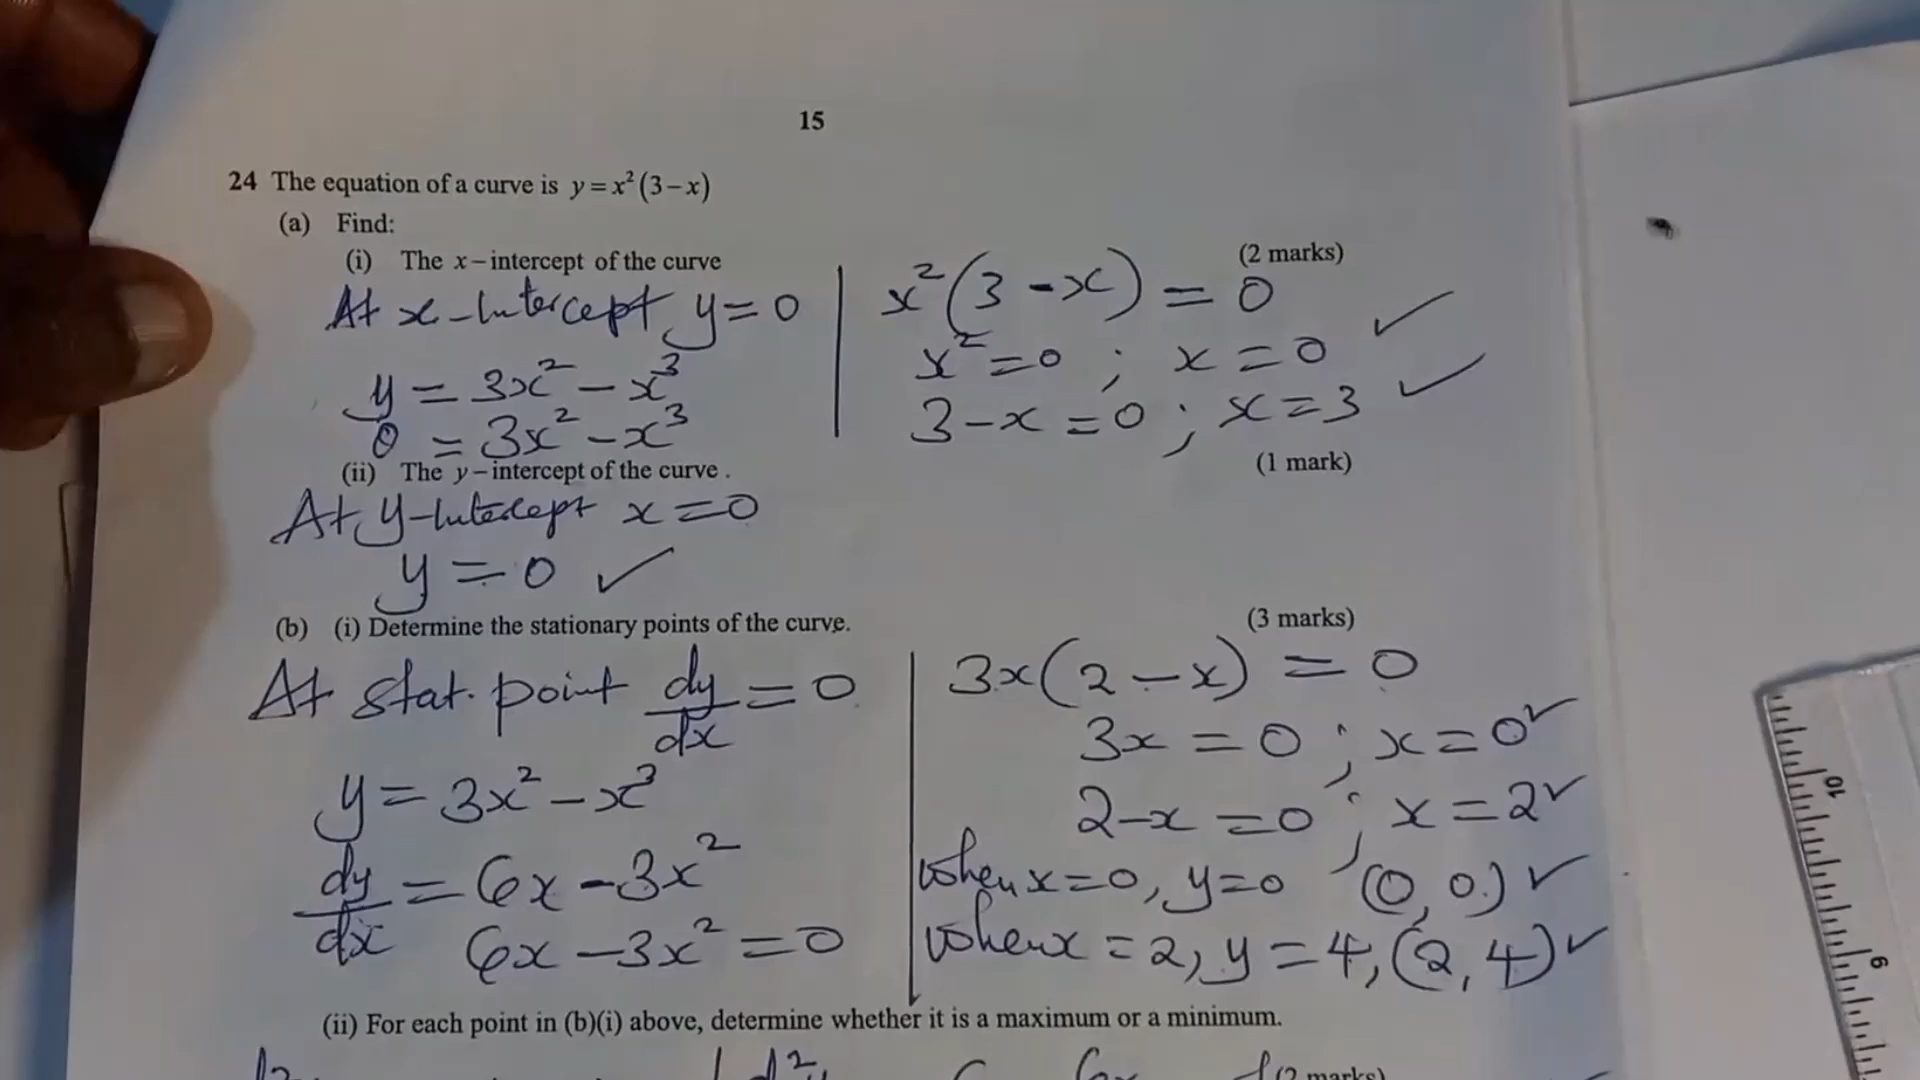 15
24 The equation of a curve is y = x² (3 – x)
(a) Find:
(i) The x – intercept of the curve
(2 marks)
At x-Intercept y = 0
y = 3x² – x³
0 = 3x² – x³
x² (3 – x) = 0
x² = 0 ; x = 0 ✓
3 – x = 0 ; x = 3 ✓
(ii) The y – intercept of the curve .
(1 mark)
At y-Intercept x = 0
y = 0 ✓
(b) (i) Determine the stationary points of the curve.
(3 marks)
At stat. point dy/dx = 0
y = 3x² – x³
dy/dx = 6x – 3x²
6x – 3x² = 0
3x(2 – x) = 0
3x = 0 ; x = 0 ✓
2 – x = 0 ; x = 2 ✓
when x = 0, y = 0 (0, 0) ✓
when x = 2, y = 4, (2, 4) ✓
(ii) For each point in (b)(i) above, determine whether it is a maximum or a minimum.
(2 marks)
10
9